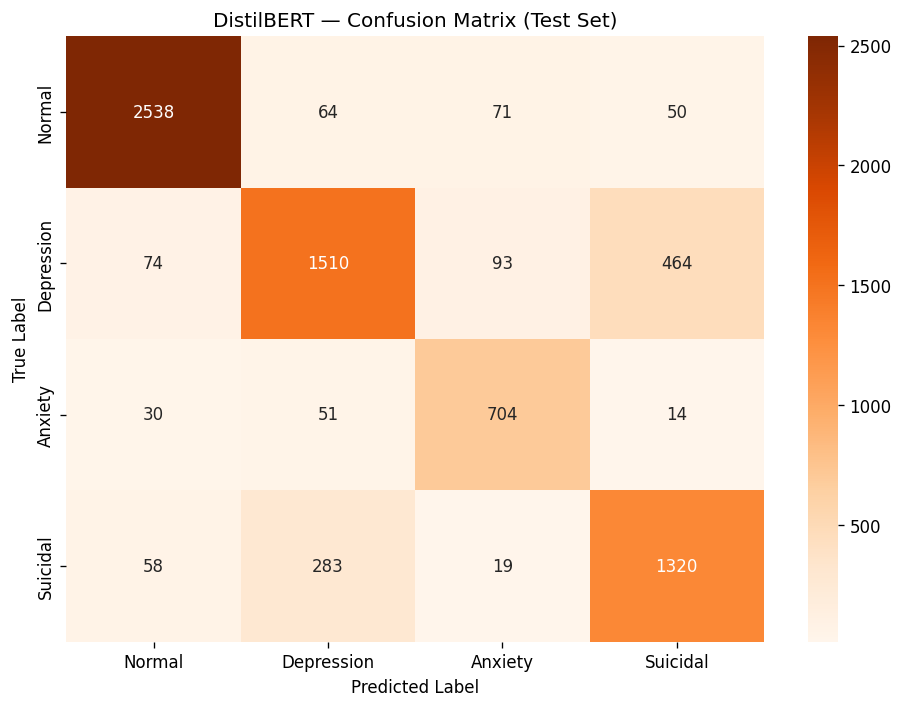 DistilBERT — Confusion Matrix (Test Set)
True Label
Normal
2538 64 71 50
Depression
74 1510 93 464
Anxiety
30 51 704 14
Suicidal
58 283 19 1320
Normal Depression Anxiety Suicidal
Predicted Label
2500
2000
1500
1000
500